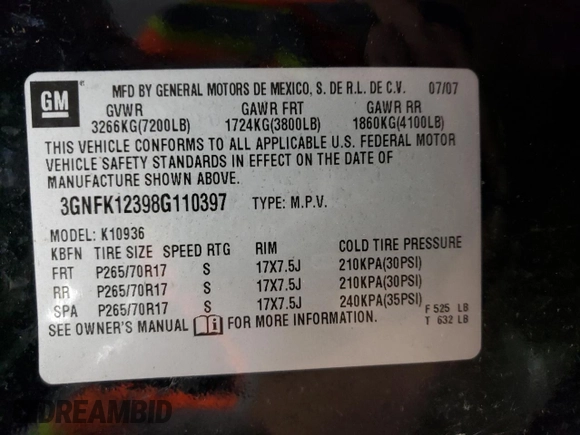 GM
MFD BY GENERAL MOTORS DE MEXICO, S. DE R.L. DE C.V. 07/07
GVWR GAWR FRT GAWR RR
3266KG(7200LB) 1724KG(3800LB) 1860KG(4100LB)
THIS VEHICLE CONFORMS TO ALL APPLICABLE U.S. FEDERAL MOTOR
VEHICLE SAFETY STANDARDS IN EFFECT ON THE DATE OF
MANUFACTURE SHOWN ABOVE.
3GNFK12398G110397 TYPE: M.P.V.
MODEL: K10936
KBFN TIRE SIZE SPEED RTG RIM COLD TIRE PRESSURE
FRT P265/70R17 S 17X7.5J 210KPA(30PSI)
RR P265/70R17 S 17X7.5J 210KPA(30PSI)
SPA P265/70R17 S 17X7.5J 240KPA(35PSI) F 525 LB
SEE OWNER'S MANUAL FOR MORE INFORMATION. T 632 LB
IDREAMBID